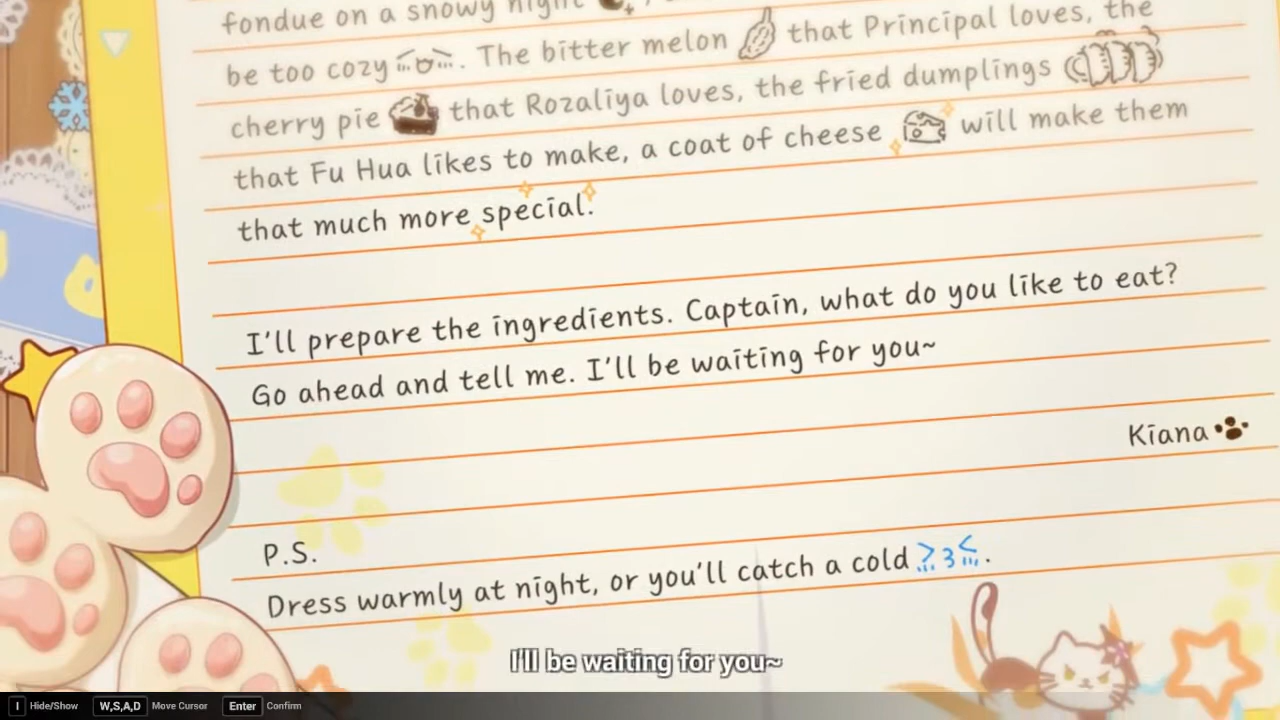 fondue on a snowy night
be too cozy. The bitter melon that Principal loves, the
cherry pie that Rozaliya loves, the fried dumplings
that Fu Hua likes to make, a coat of cheese will make them
that much more special.
I'll prepare the ingredients. Captain, what do you like to eat?
Go ahead and tell me. I'll be waiting for you~
Kiana
P.S.
Dress warmly at night, or you'll catch a cold >3<.
I'll be waiting for you~
I Hide/Show W,S,A,D Move Cursor Enter Confirm